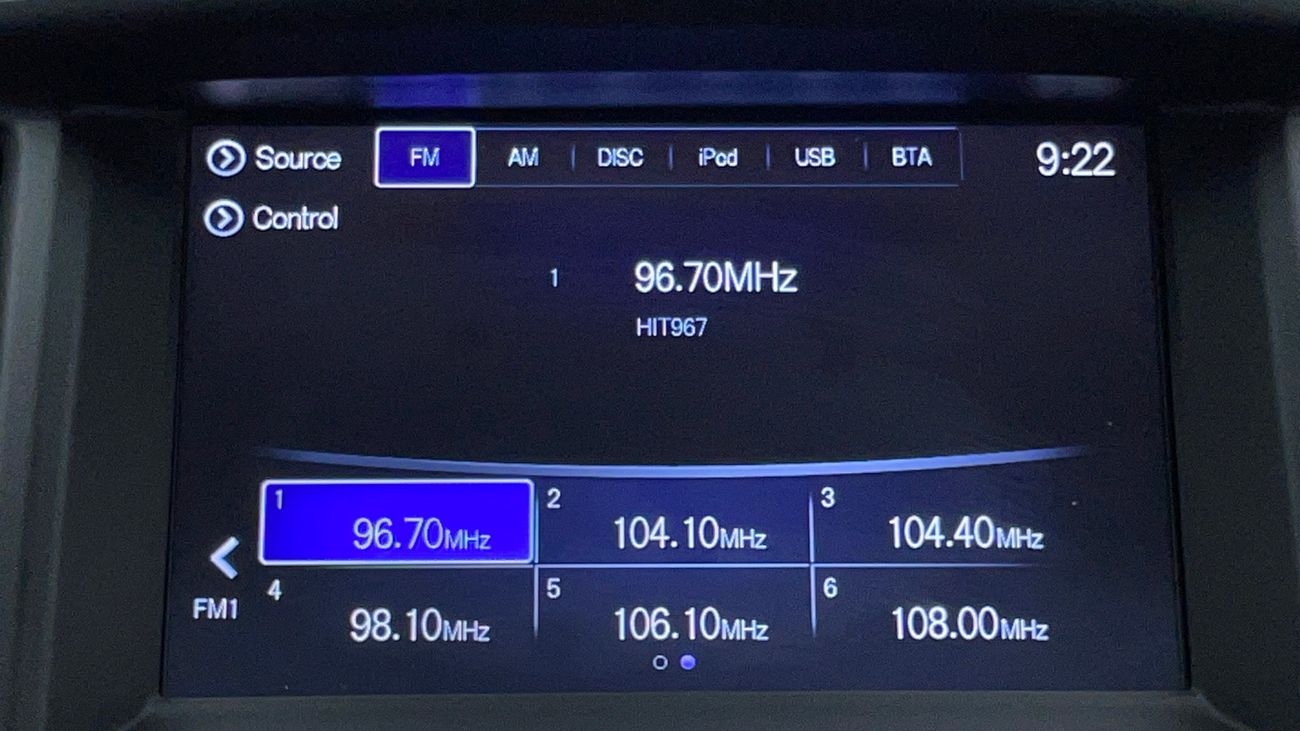 Source FM AM DISC iPod USB BTA 9:22
Control
1 96.70MHz
HIT967
1 2 3
96.70MHz 104.10MHz 104.40MHz
4 5 6
FM1
98.10MHz 106.10MHz 108.00MHz